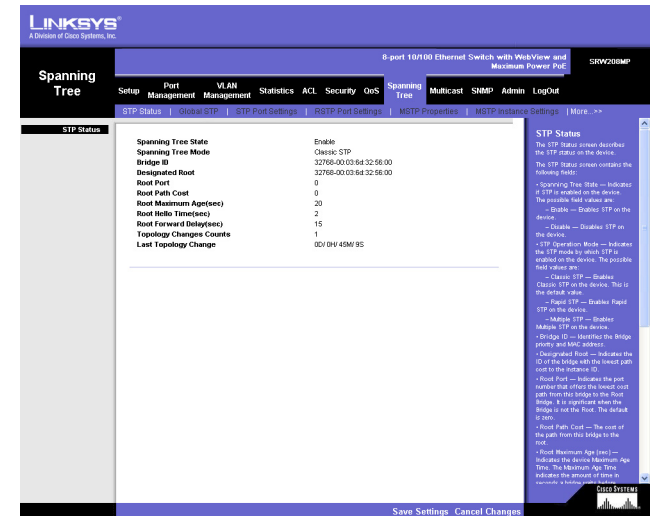 LINKSYS®
A Division of Cisco Systems, Inc.
8-port 10/100 Ethernet Switch with WebView and
Maximum Power PoE
SRW208MP
Spanning
Tree
Setup Port Management VLAN Management Statistics ACL Security QoS Spanning Tree Multicast SNMP Admin LogOut
STP Status | Global STP | STP Port Settings | RSTP Port Settings | MSTP Properties | MSTP Instance Settings | More...>>
STP Status
Spanning Tree State Enable
Spanning Tree Mode Classic STP
Bridge ID 32768-00:03:6d:32:56:00
Designated Root 32768-00:03:6d:32:56:00
Root Port 0
Root Path Cost 0
Root Maximum Age(sec) 20
Root Hello Time(sec) 2
Root Forward Delay(sec) 15
Topology Changes Counts 1
Last Topology Change 0D/ 0H/ 45M/ 9S
STP Status
The STP Status screen describes
the STP status on the device.
The STP Status screen contains the
following fields:
• Spanning Tree State — Indicates
if STP is enabled on the device.
The possible field values are:
– Enable — Enables STP on the
device.
– Disable — Disables STP on
the device.
• STP Operation Mode — Indicates
the STP mode by which STP is
enabled on the device. The possible
field values are:
– Classic STP — Enables
Classic STP on the device. This is
the default value.
– Rapid STP — Enables Rapid
STP on the device.
– Multiple STP — Enables
Multiple STP on the device.
• Bridge ID — Identifies the Bridge
priority and MAC address.
• Designated Root — Indicates the
ID of the bridge with the lowest path
cost to the instance ID.
• Root Port — Indicates the port
number that offers the lowest cost
path from this bridge to the Root
Bridge. It is significant when the
Bridge is not the Root. The default
is zero.
• Root Path Cost — The cost of
the path from this bridge to the
root.
• Root Maximum Age (sec) —
Indicates the device Maximum Age
Time. The Maximum Age Time
indicates the amount of time in
seconds a bridge waits before
CISCO SYSTEMS
Save Settings Cancel Changes